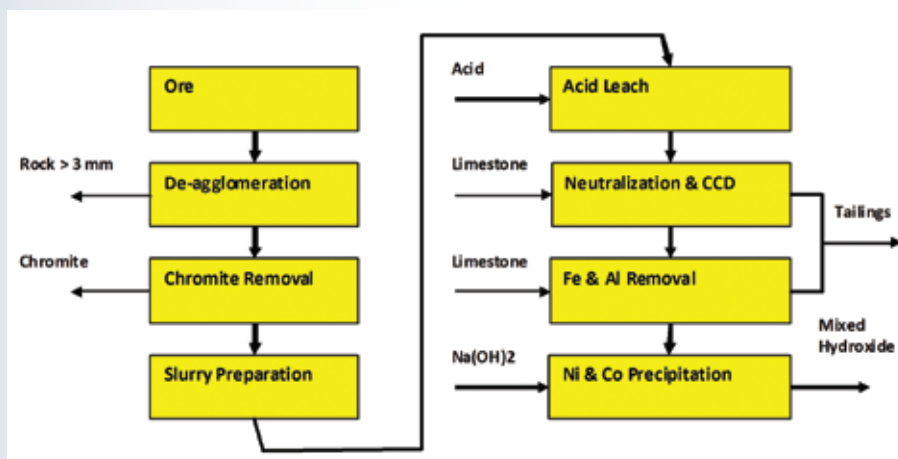 Ore
Rock > 3 mm
De-agglomeration
Chromite
Chromite Removal
Slurry Preparation
Acid
Acid Leach
Limestone
Neutralization & CCD
Tailings
Limestone
Fe & Al Removal
Mixed
Hydroxide
Na(OH)2
Ni & Co Precipitation